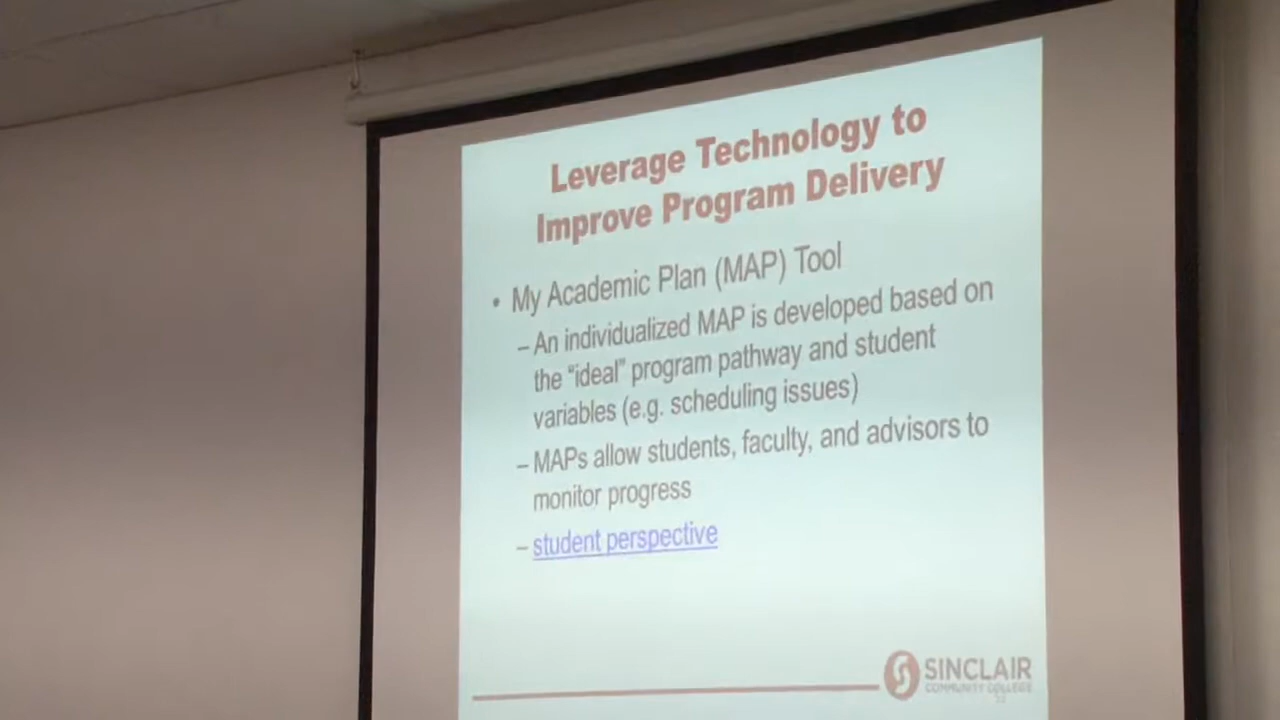 Leverage Technology to
Improve Program Delivery
• My Academic Plan (MAP) Tool
– An individualized MAP is developed based on
the “ideal” program pathway and student
variables (e.g. scheduling issues)
– MAPs allow students, faculty, and advisors to
monitor progress
– student perspective
SINCLAIR
COMMUNITY COLLEGE